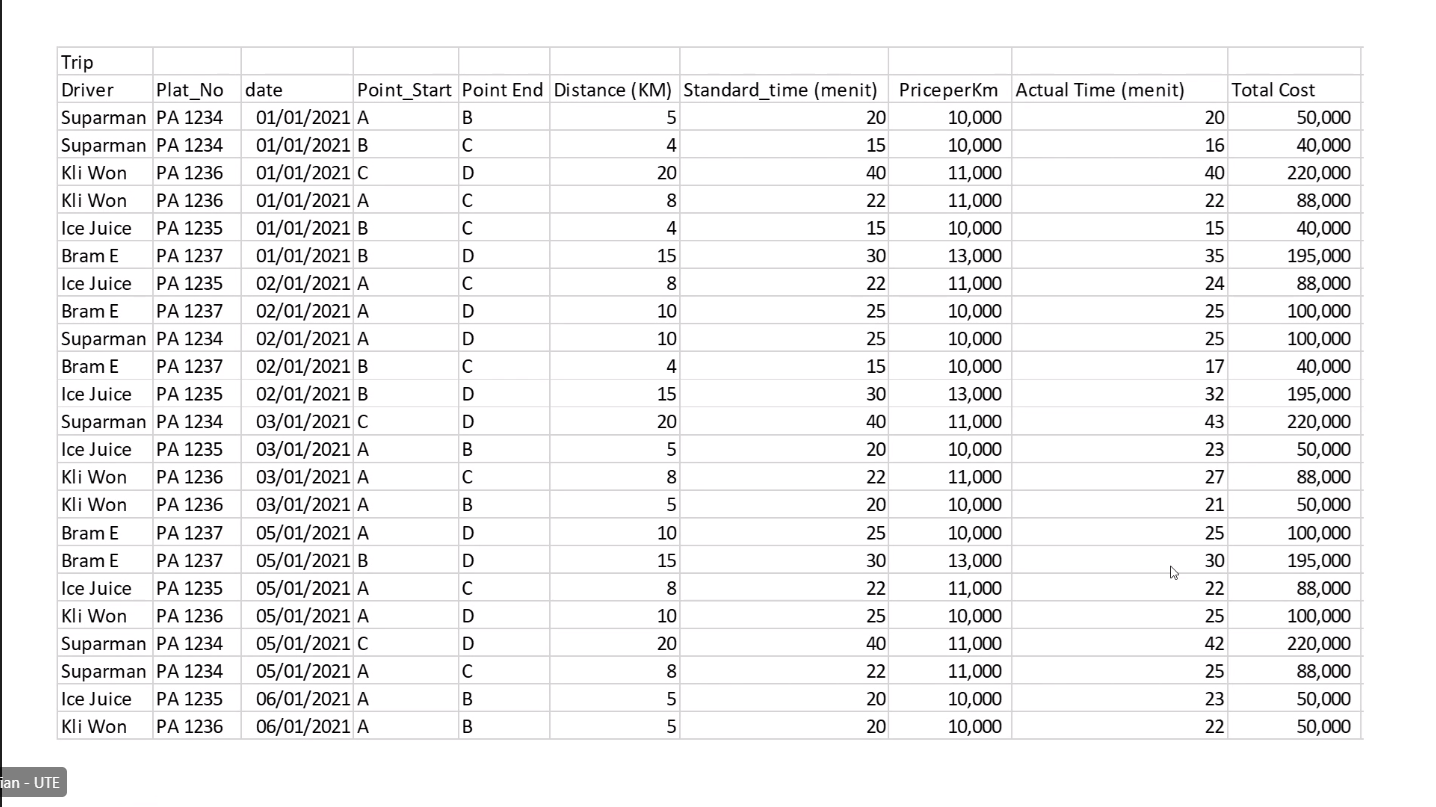 Trip
Driver Plat_No date Point_Start Point End Distance (KM) Standard_time (menit) PriceperKm Actual Time (menit) Total Cost
Suparman PA 1234 01/01/2021 A B 5 20 10,000 20 50,000
Suparman PA 1234 01/01/2021 B C 4 15 10,000 16 40,000
Kli Won PA 1236 01/01/2021 C D 20 40 11,000 40 220,000
Kli Won PA 1236 01/01/2021 A C 8 22 11,000 22 88,000
Ice Juice PA 1235 01/01/2021 B C 4 15 10,000 15 40,000
Bram E PA 1237 01/01/2021 B D 15 30 13,000 35 195,000
Ice Juice PA 1235 02/01/2021 A C 8 22 11,000 24 88,000
Bram E PA 1237 02/01/2021 A D 10 25 10,000 25 100,000
Suparman PA 1234 02/01/2021 A D 10 25 10,000 25 100,000
Bram E PA 1237 02/01/2021 B C 4 15 10,000 17 40,000
Ice Juice PA 1235 02/01/2021 B D 15 30 13,000 32 195,000
Suparman PA 1234 03/01/2021 C D 20 40 11,000 43 220,000
Ice Juice PA 1235 03/01/2021 A B 5 20 10,000 23 50,000
Kli Won PA 1236 03/01/2021 A C 8 22 11,000 27 88,000
Kli Won PA 1236 03/01/2021 A B 5 20 10,000 21 50,000
Bram E PA 1237 05/01/2021 A D 10 25 10,000 25 100,000
Bram E PA 1237 05/01/2021 B D 15 30 13,000 30 195,000
Ice Juice PA 1235 05/01/2021 A C 8 22 11,000 22 88,000
Kli Won PA 1236 05/01/2021 A D 10 25 10,000 25 100,000
Suparman PA 1234 05/01/2021 C D 20 40 11,000 42 220,000
Suparman PA 1234 05/01/2021 A C 8 22 11,000 25 88,000
Ice Juice PA 1235 06/01/2021 A B 5 20 10,000 23 50,000
Kli Won PA 1236 06/01/2021 A B 5 20 10,000 22 50,000
ian - UTE